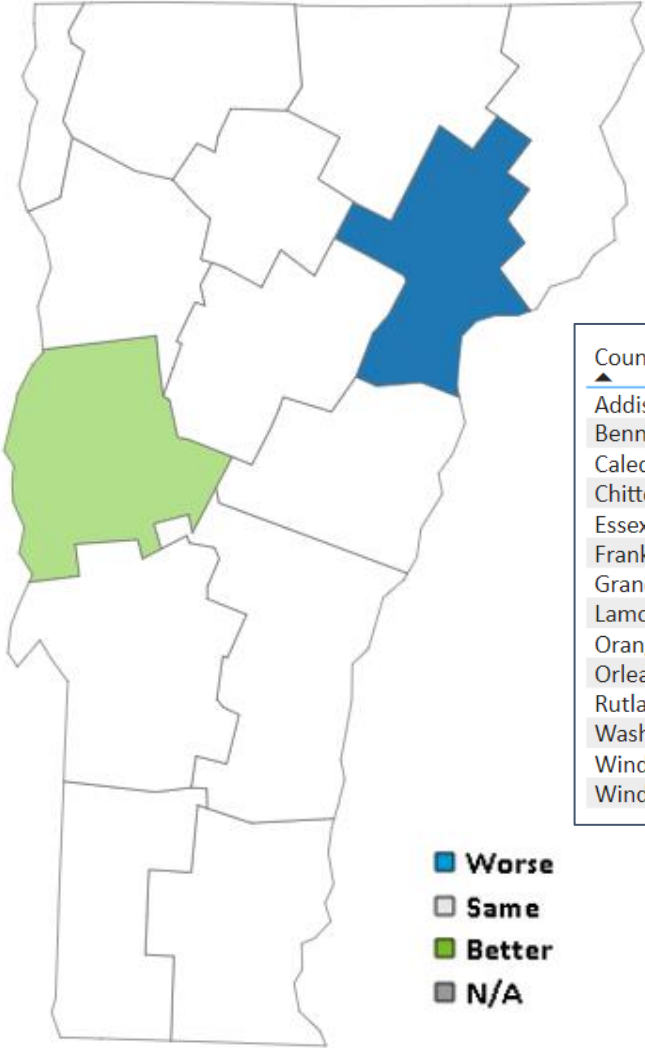 Coun
Addis
Benn
Caled
Chitt
Essex
Frank
Gran
Lamo
Oran
Orlea
Rutla
Wash
Wind
Wind
Worse
Same
Better
N/A